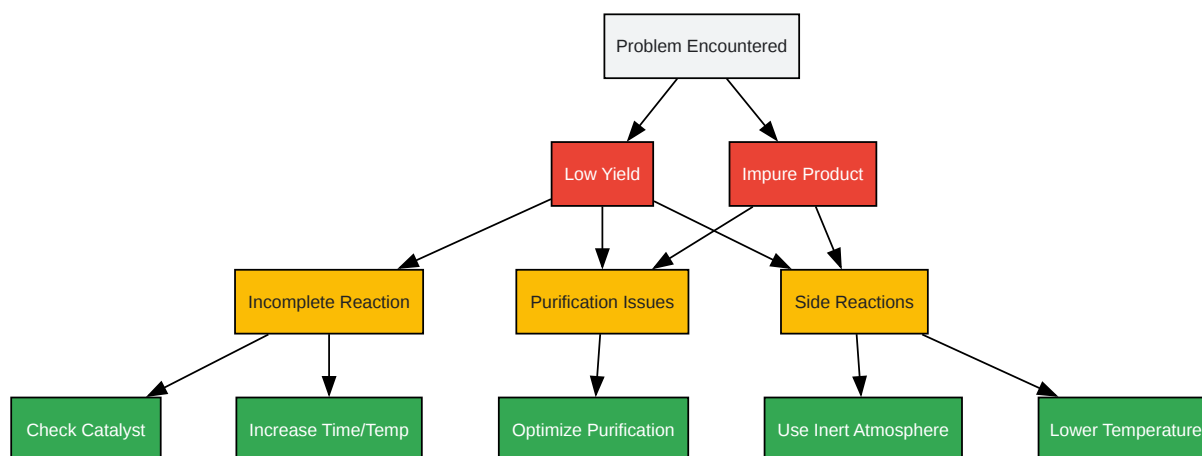 Problem Encountered
Low Yield
Impure Product
Incomplete Reaction
Purification Issues
Side Reactions
Check Catalyst
Increase Time/Temp
Optimize Purification
Use Inert Atmosphere
Lower Temperature